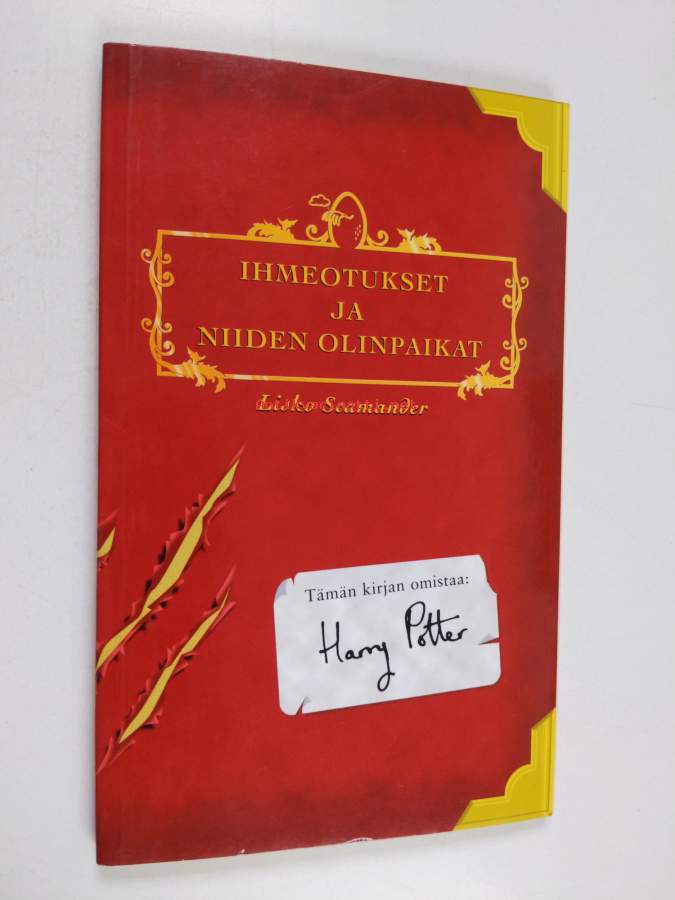 IHMEOTUKSET
JA
NIIDEN OLINPAIKAT
Lisko Scamander
Tämän kirjan omistaa:
Harry Potter